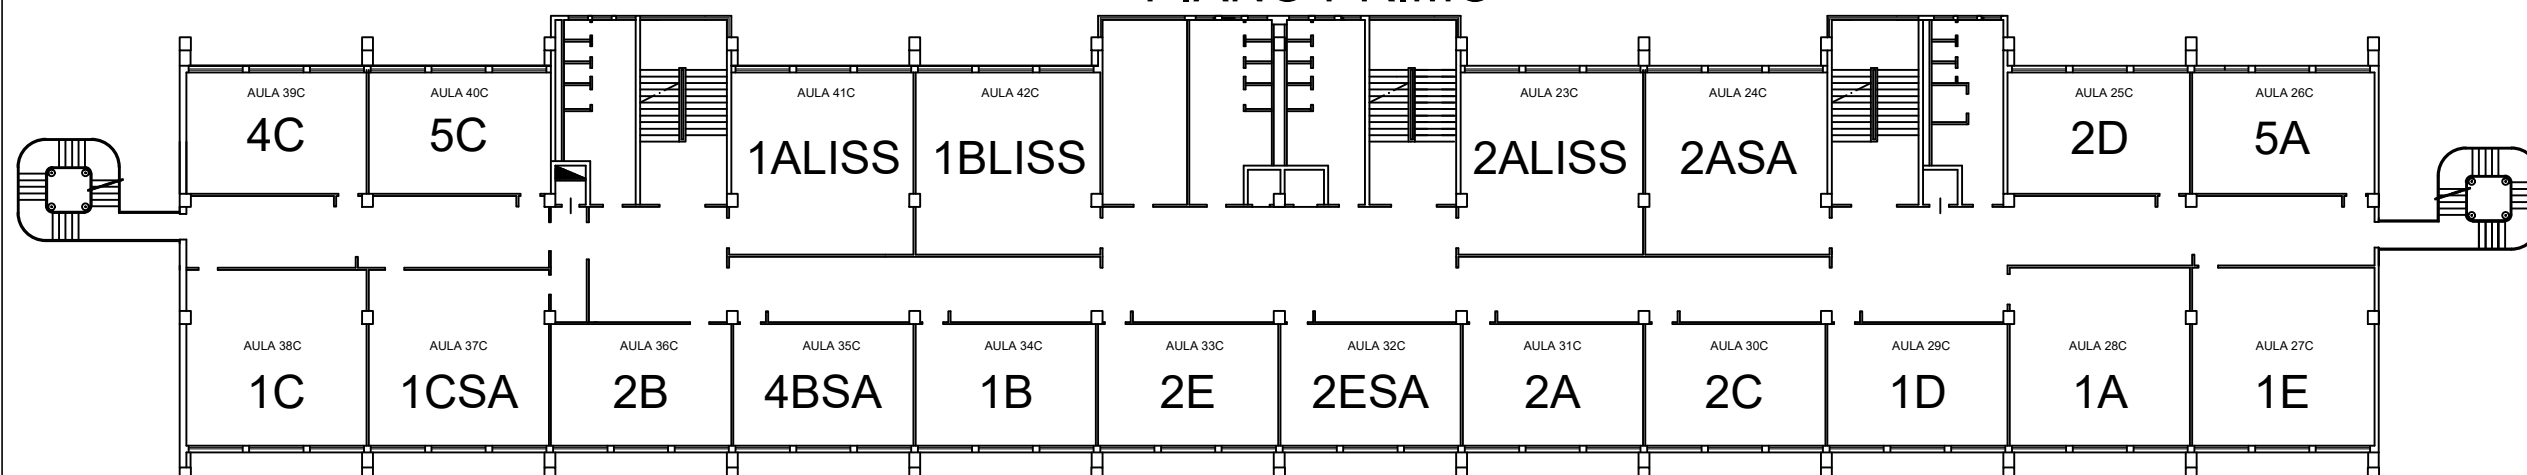 AULA 39C
4C
AULA 40C
5C
AULA 41C
1ALISS
AULA 42C
1BLISS
AULA 23C
2ALISS
AULA 24C
2ASA
AULA 25C
2D
AULA 26C
5A
AULA 38C
1C
AULA 37C
1CSA
AULA 36C
2B
AULA 35C
4BSA
AULA 34C
1B
AULA 33C
2E
AULA 32C
2ESA
AULA 31C
2A
AULA 30C
2C
AULA 29C
1D
AULA 28C
1A
AULA 27C
1E